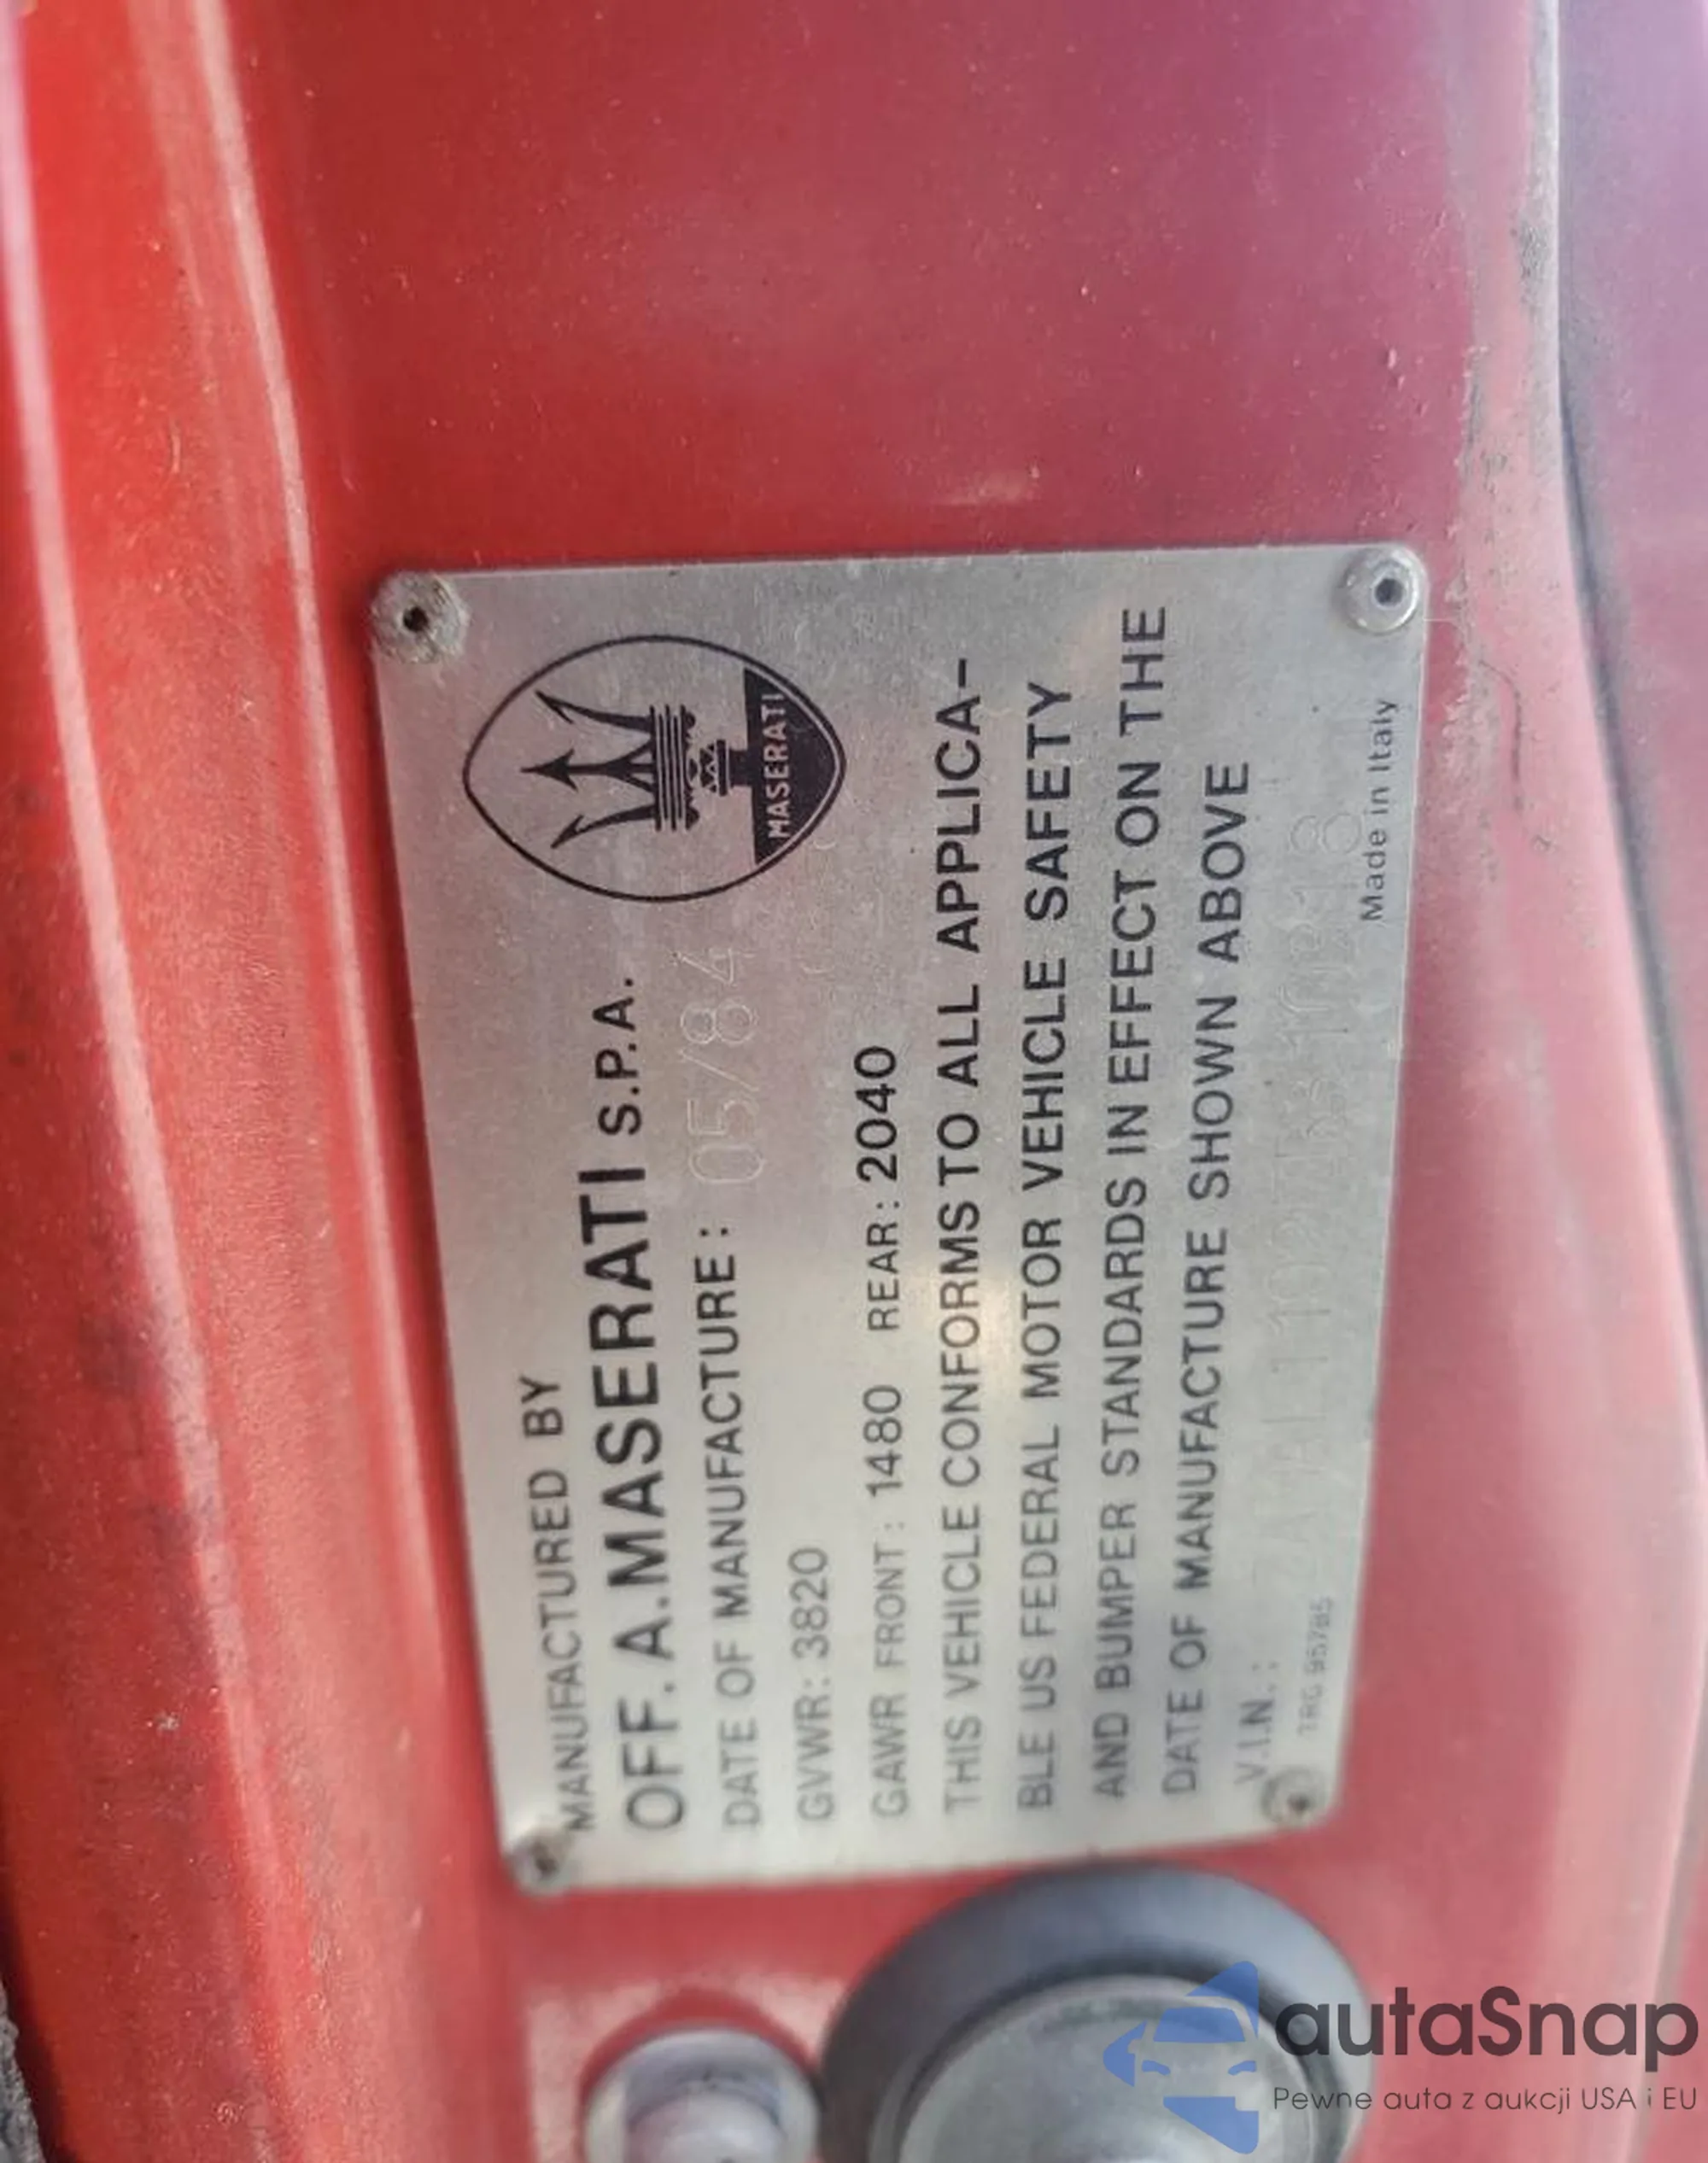 MASERATI
MANUFACTURED BY
OFF. A. MASERATI S.P.A.
DATE OF MANUFACTURE: 05/84
GVWR: 3820
GAWR FRONT: 1480 REAR: 2040
THIS VEHICLE CONFORMS TO ALL APPLICA-
BLE US FEDERAL MOTOR VEHICLE SAFETY
AND BUMPER STANDARDS IN EFFECT ON THE
DATE OF MANUFACTURE SHOWN ABOVE
V.I.N.:
TRG 95785
Made in Italy
autaSnap
Pewne auta z aukcji USA i EU